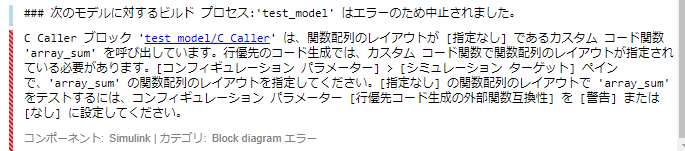 ### 次のモデルに対するビルド プロセス:'test_model' はエラーのため中止されました。
C Caller ブロック 'test_model/C Caller' は、関数配列のレイアウトが [指定なし] であるカスタム コード関数
'array_sum' を呼び出しています。行優先のコード生成では、カスタム コード関数で関数配列のレイアウトが指定され
ている必要があります。[コンフィギュレーション パラメーター] > [シミュレーション ターゲット] ペイン
で、'array_sum' の関数配列のレイアウトを指定してください。[指定なし] の関数配列のレイアウトで 'array_sum'
をテストするには、コンフィギュレーション パラメーター [行優先コード生成の外部関数互換性] を [警告] または
[なし] に設定してください。
コンポーネント: Simulink | カテゴリ: Block diagram エラー